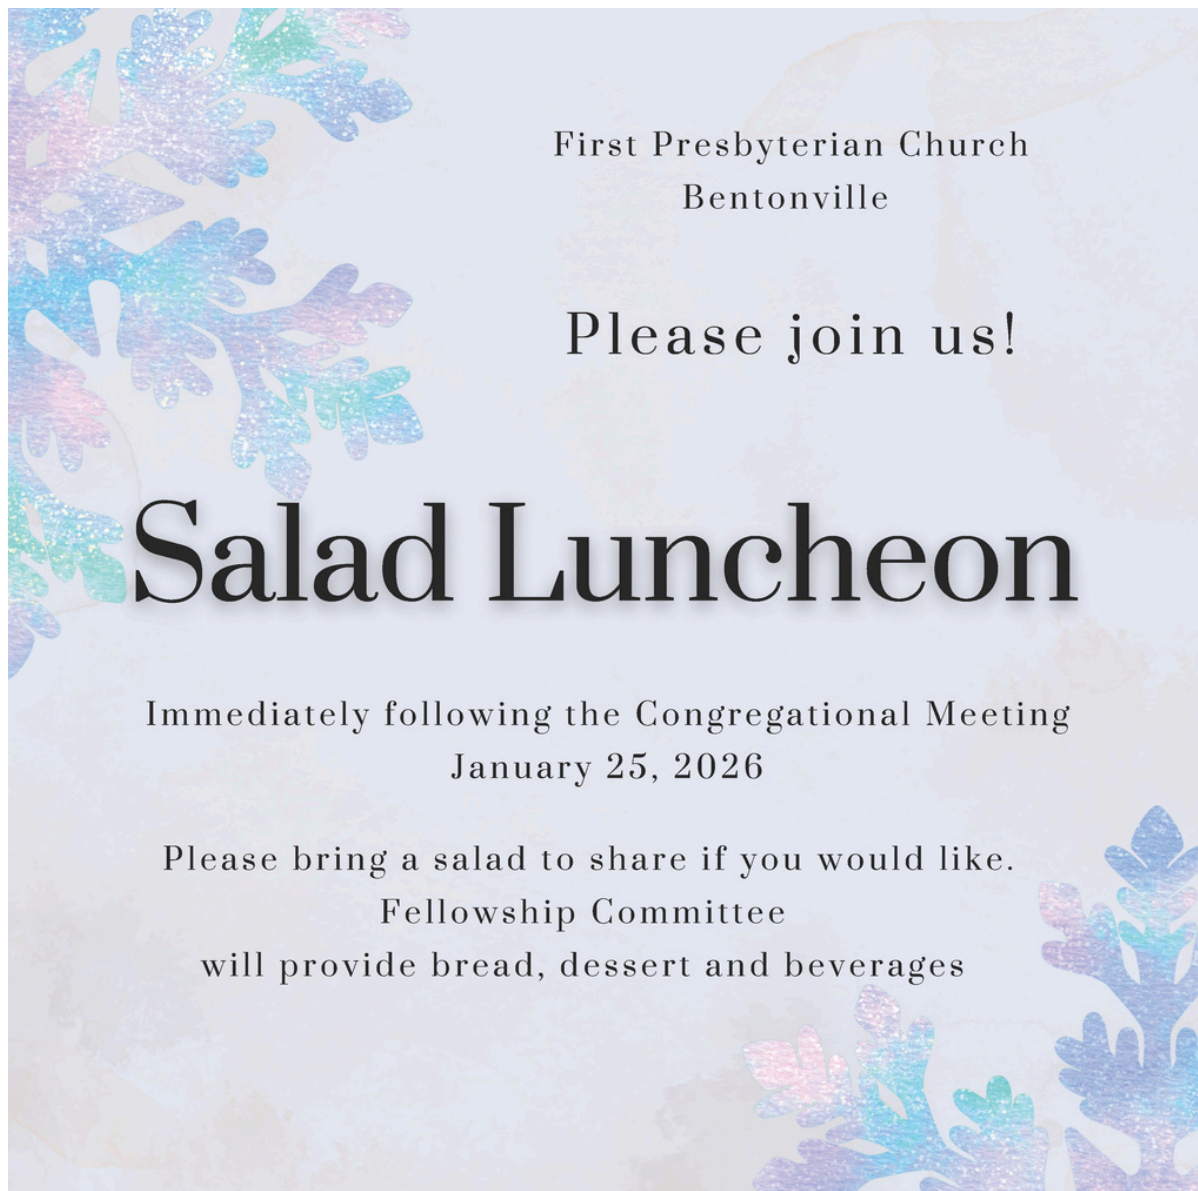 First Presbyterian Church
Bentonville
Please join us!
Salad Luncheon
Immediately following the Congregational Meeting
January 25, 2026
Please bring a salad to share if you would like.
Fellowship Committee
will provide bread, dessert and beverages